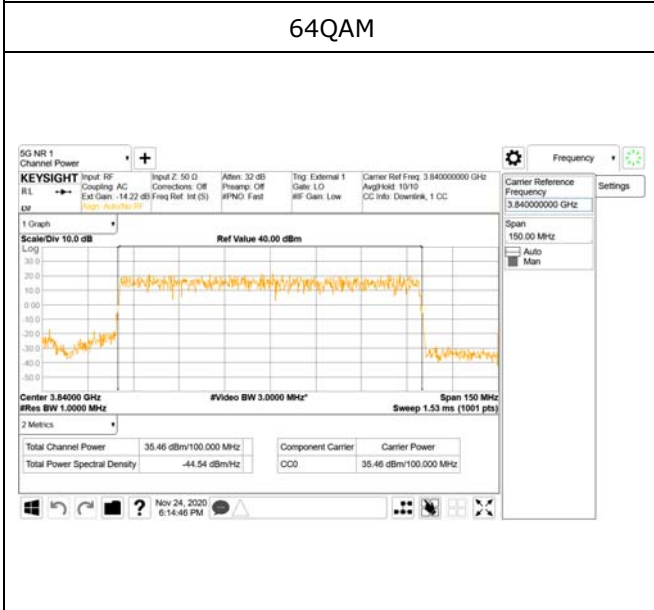 64QAM
5G NR 1
Channel Power
+
Frequency
KEYSIGHT Input: RF Input Z: 50 Ω Atten: 32 dB Trig: External 1 Carrier Ref Freq: 3.840000000 GHz
RL Coupling: AC Corrections: Off Preamp: Off Gate: LO Avg|Hold: 10/10
Ext Gain: -14.22 dB Freq Ref: Int (S) #PNO: Fast #IF Gain: Low CC Info: Downlink, 1 CC
Align: Auto/No RF
Carrier Reference
Frequency
3.840000000 GHz
Settings
Span
150.00 MHz
Auto
Man
1 Graph
Scale/Div 10.0 dB Ref Value 40.00 dBm
Log
30.0
20.0
10.0
0.00
-10.0
-20.0
-30.0
-40.0
-50.0
Center 3.84000 GHz #Video BW 3.0000 MHz* Span 150 MHz
#Res BW 1.0000 MHz Sweep 1.53 ms (1001 pts)
2 Metrics
Total Channel Power 35.46 dBm/100.000 MHz Component Carrier Carrier Power
Total Power Spectral Density -44.54 dBm/Hz CC0 35.46 dBm/100.000 MHz
? Nov 24, 2020
6:14:46 PM